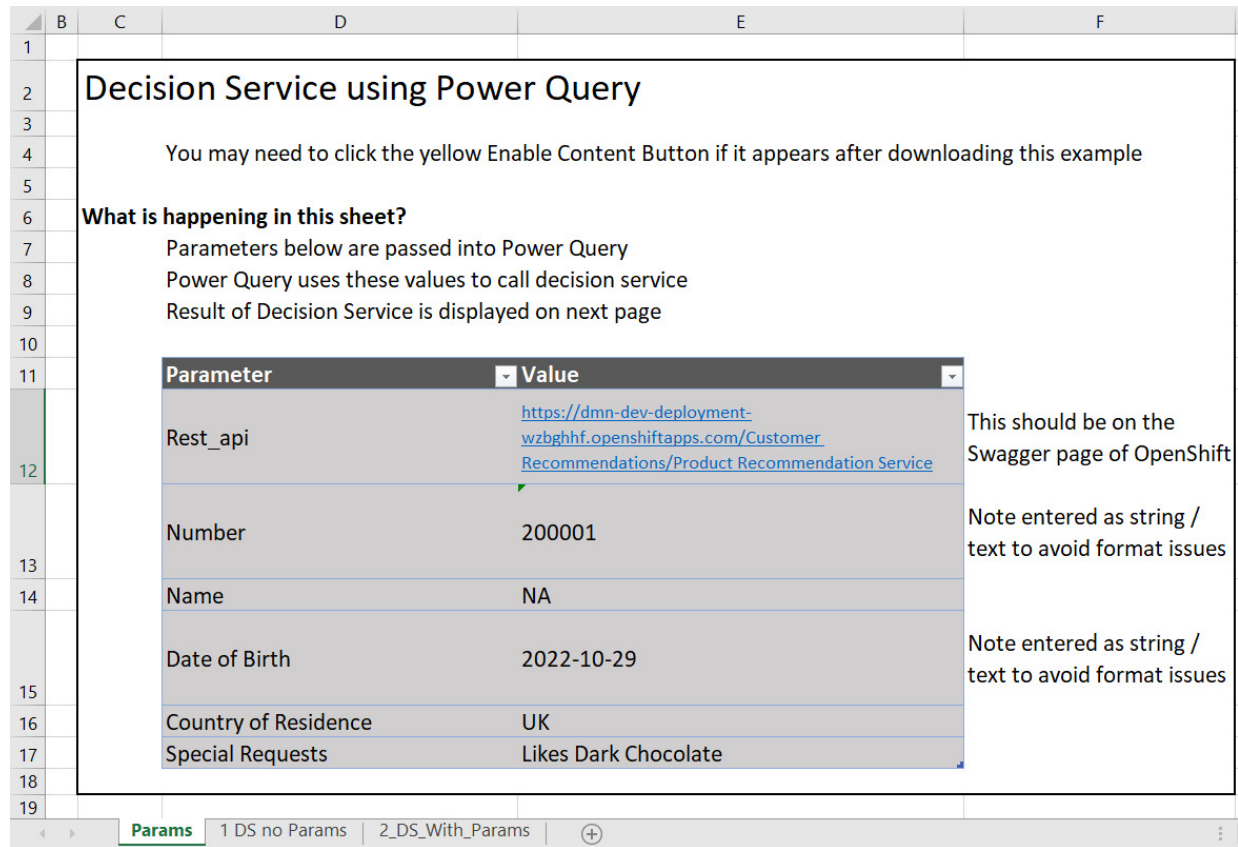 B C D E F
1
2 Decision Service using Power Query
3
4 You may need to click the yellow Enable Content Button if it appears after downloading this example
5
6 What is happening in this sheet?
7 Parameters below are passed into Power Query
8 Power Query uses these values to call decision service
9 Result of Decision Service is displayed on next page
10
11 Parameter Value
https://dmn-dev-deployment-
wzbghhf.openshiftapps.com/Customer
Recommendations/Product Recommendation Service
Rest_api
This should be on the
Swagger page of OpenShift
12
Number 200001
Note entered as string /
text to avoid format issues
13
14 Name NA
Date of Birth 2022-10-29
Note entered as string /
text to avoid format issues
15
16 Country of Residence UK
17 Special Requests Likes Dark Chocolate
18
19
Params 1 DS no Params 2_DS_With_Params